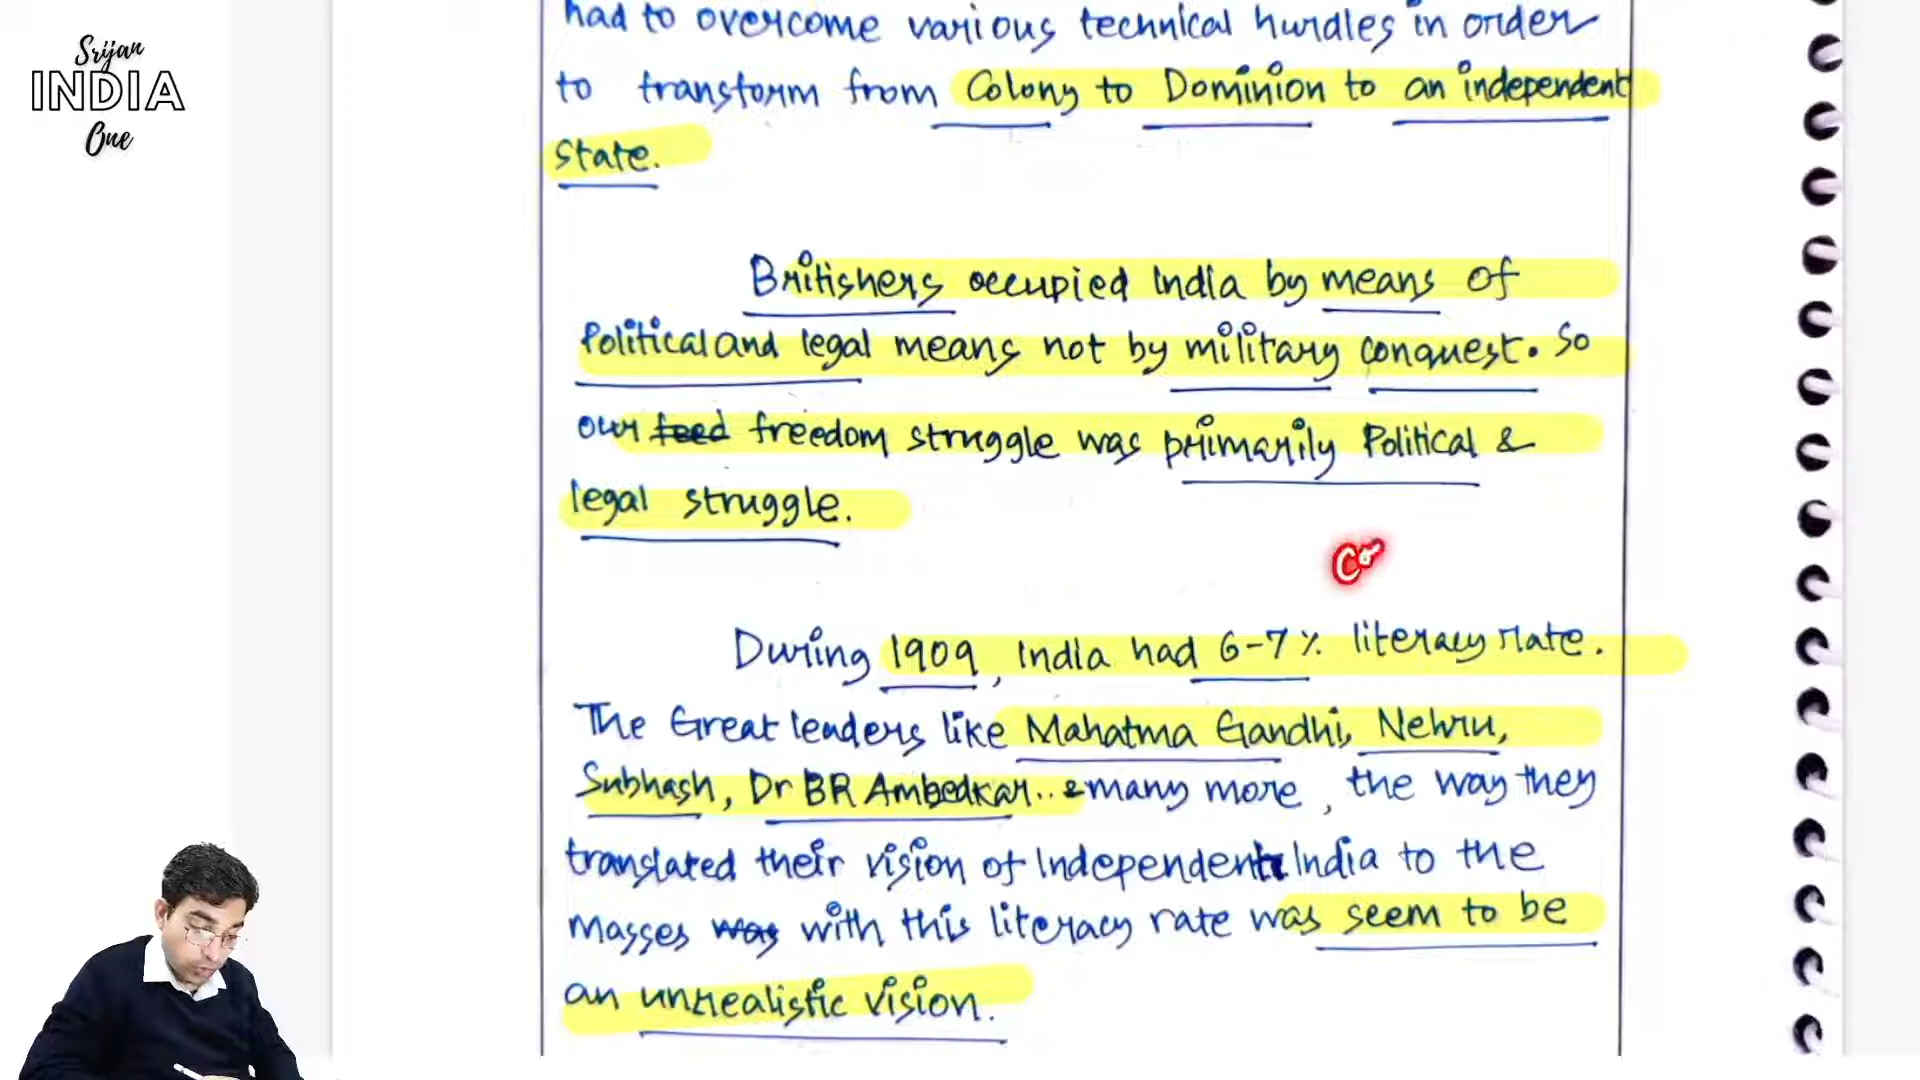 Srijan
INDIA
One
had to overcome various technical hurdles in order
to transform from Colony to Dominion to an independent
state.
Britishers occupied India by means of
Political and legal means not by military conquest. So
our feed freedom struggle was primarily Political &
legal struggle.
Co
During 1909, India had 6-7% literacy rate.
The Great leaders like Mahatma Gandhi, Nehru,
Subhash, Dr BR Ambedkar.. & many more, the way they
translated their vision of Independent India to the
masses was with this literacy rate was seem to be
an unrealistic vision.